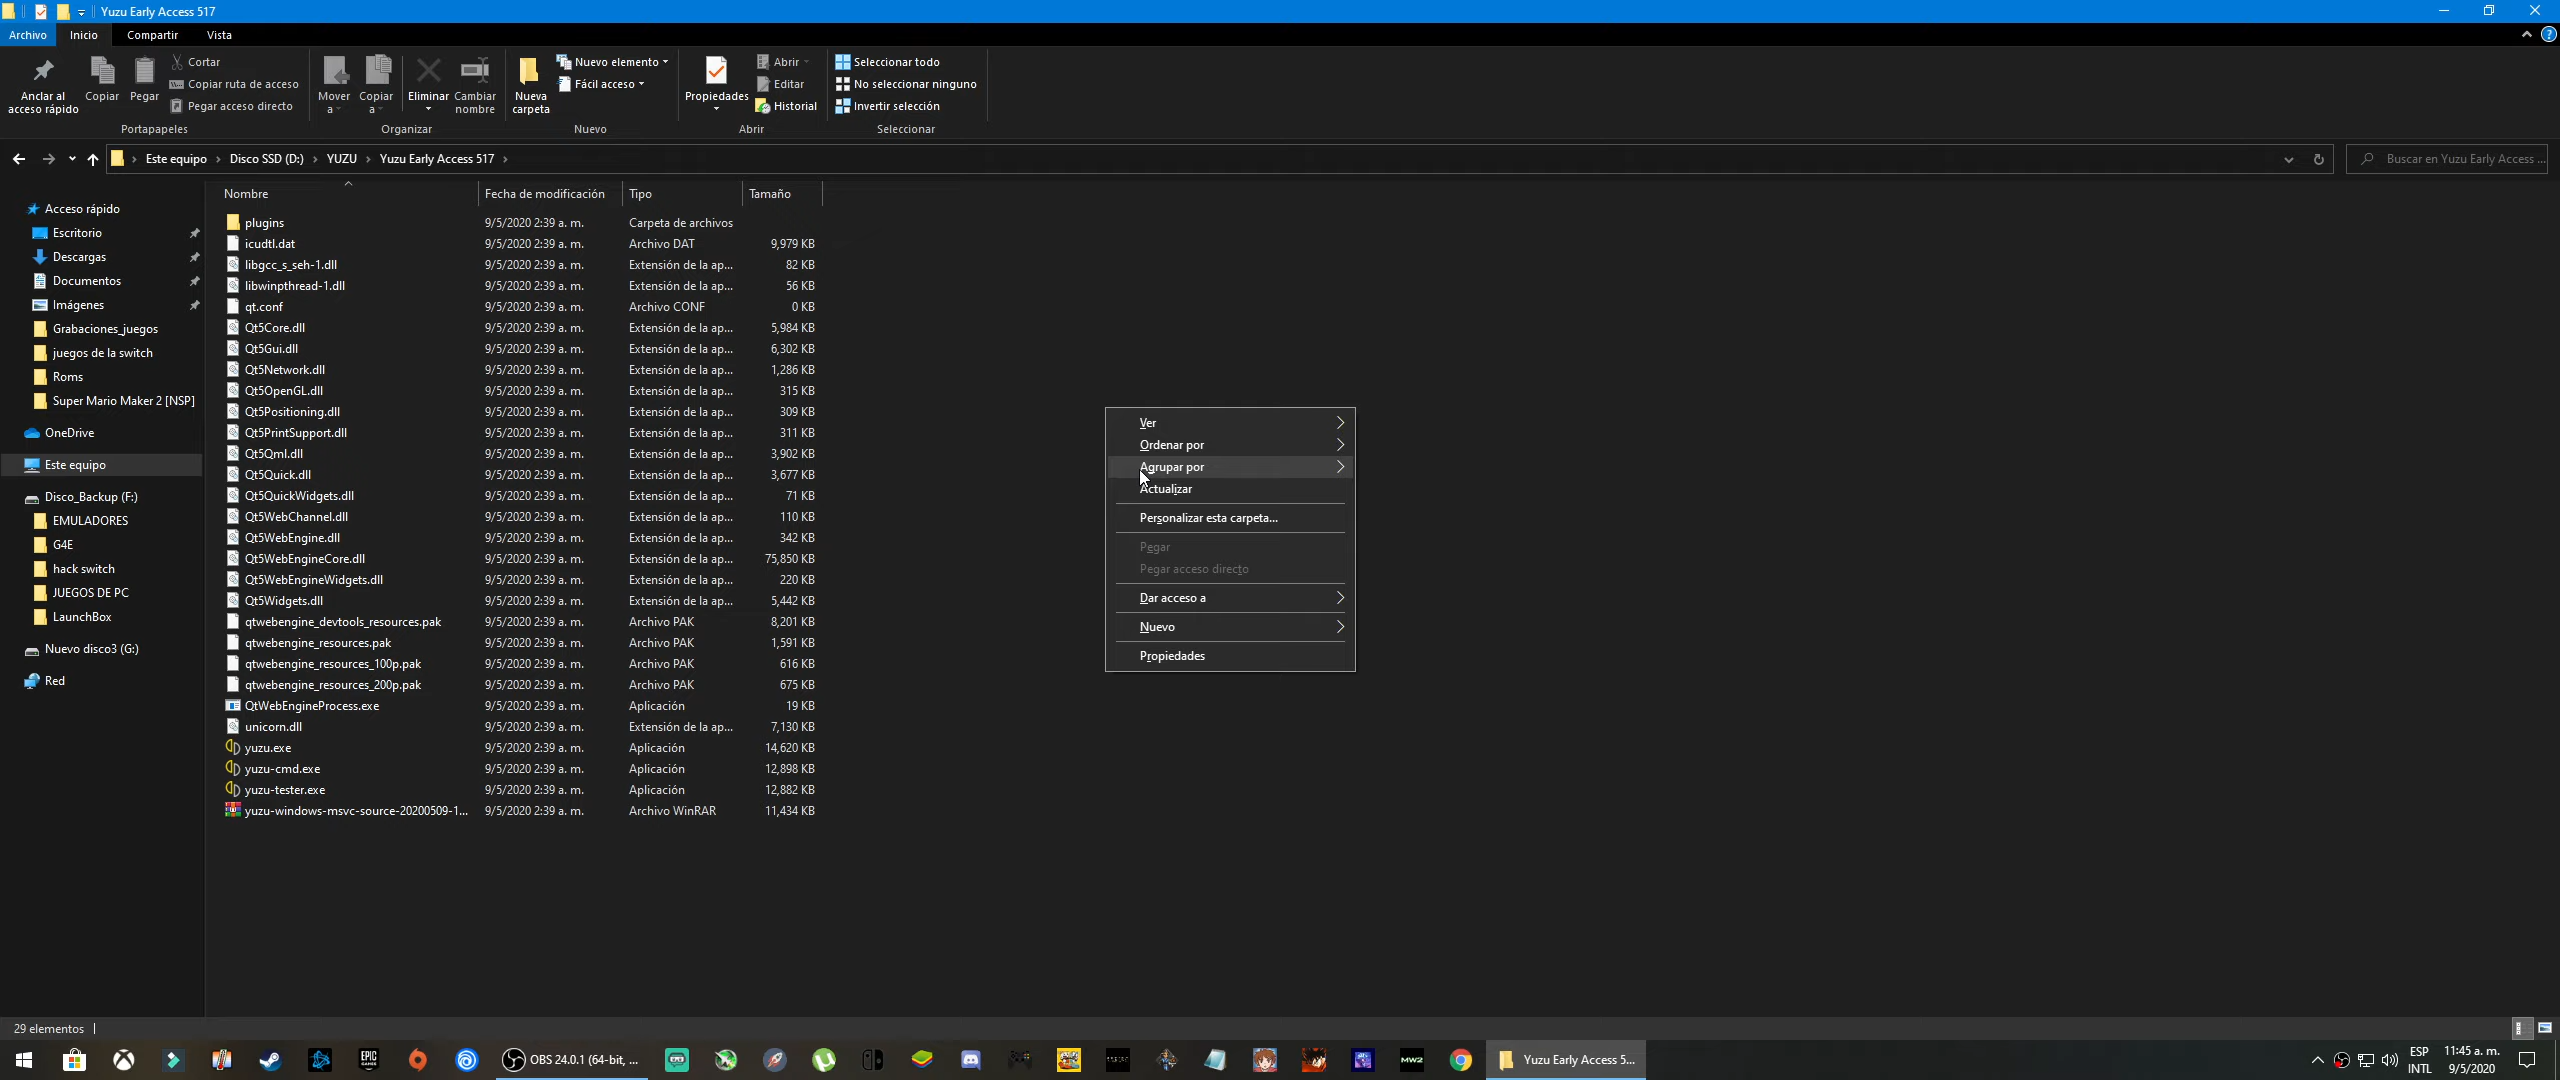 Yuzu Early Access 517
Archivo Inicio Compartir Vista
Anclar al acceso rápido
Copiar
Pegar
Cortar
Copiar ruta de acceso
Pegar acceso directo
Portapapeles
Mover a
Copiar a
Eliminar
Cambiar nombre
Organizar
Nueva carpeta
Nuevo elemento
Fácil acceso
Nuevo
Propiedades
Abrir
Editar
Historial
Abrir
Seleccionar todo
No seleccionar ninguno
Invertir selección
Seleccionar
Este equipo Disco SSD (D:) YUZU Yuzu Early Access 517
Buscar en Yuzu Early Access ...
Acceso rápido
Escritorio
Descargas
Documentos
Imágenes
Grabaciones_juegos
juegos de la switch
Roms
Super Mario Maker 2 [NSP]
OneDrive
Este equipo
Disco_Backup (F:)
EMULADORES
G4E
hack switch
JUEGOS DE PC
LaunchBox
Nuevo disco3 (G:)
Red
Nombre Fecha de modificación Tipo Tamaño
plugins 9/5/2020 2:39 a. m. Carpeta de archivos
icudtl.dat 9/5/2020 2:39 a. m. Archivo DAT 9,979 KB
libgcc_s_seh-1.dll 9/5/2020 2:39 a. m. Extensión de la ap... 82 KB
libwinpthread-1.dll 9/5/2020 2:39 a. m. Extensión de la ap... 56 KB
qt.conf 9/5/2020 2:39 a. m. Archivo CONF 0 KB
Qt5Core.dll 9/5/2020 2:39 a. m. Extensión de la ap... 5,984 KB
Qt5Gui.dll 9/5/2020 2:39 a. m. Extensión de la ap... 6,302 KB
Qt5Network.dll 9/5/2020 2:39 a. m. Extensión de la ap... 1,286 KB
Qt5OpenGL.dll 9/5/2020 2:39 a. m. Extensión de la ap... 315 KB
Qt5Positioning.dll 9/5/2020 2:39 a. m. Extensión de la ap... 309 KB
Qt5PrintSupport.dll 9/5/2020 2:39 a. m. Extensión de la ap... 311 KB
Qt5Qml.dll 9/5/2020 2:39 a. m. Extensión de la ap... 3,902 KB
Qt5Quick.dll 9/5/2020 2:39 a. m. Extensión de la ap... 3,677 KB
Qt5QuickWidgets.dll 9/5/2020 2:39 a. m. Extensión de la ap... 71 KB
Qt5WebChannel.dll 9/5/2020 2:39 a. m. Extensión de la ap... 110 KB
Qt5WebEngine.dll 9/5/2020 2:39 a. m. Extensión de la ap... 342 KB
Qt5WebEngineCore.dll 9/5/2020 2:39 a. m. Extensión de la ap... 75,850 KB
Qt5WebEngineWidgets.dll 9/5/2020 2:39 a. m. Extensión de la ap... 220 KB
Qt5Widgets.dll 9/5/2020 2:39 a. m. Extensión de la ap... 5,442 KB
qtwebengine_devtools_resources.pak 9/5/2020 2:39 a. m. Archivo PAK 8,201 KB
qtwebengine_resources.pak 9/5/2020 2:39 a. m. Archivo PAK 1,591 KB
qtwebengine_resources_100p.pak 9/5/2020 2:39 a. m. Archivo PAK 616 KB
qtwebengine_resources_200p.pak 9/5/2020 2:39 a. m. Archivo PAK 675 KB
QtWebEngineProcess.exe 9/5/2020 2:39 a. m. Aplicación 19 KB
unicorn.dll 9/5/2020 2:39 a. m. Extensión de la ap... 7,130 KB
yuzu.exe 9/5/2020 2:39 a. m. Aplicación 14,620 KB
yuzu-cmd.exe 9/5/2020 2:39 a. m. Aplicación 12,898 KB
yuzu-tester.exe 9/5/2020 2:39 a. m. Aplicación 12,882 KB
yuzu-windows-msvc-source-20200509-1... 9/5/2020 2:39 a. m. Archivo WinRAR 11,434 KB
Ver
Ordenar por
Agrupar por
Actualizar
Personalizar esta carpeta...
Pegar
Pegar acceso directo
Dar acceso a
Nuevo
Propiedades
29 elementos
EPIC GAMES
OBS 24.0.1 (64-bit, ...
MW2
Yuzu Early Access 5...
ESP
INTL
11:45 a. m.
9/5/2020